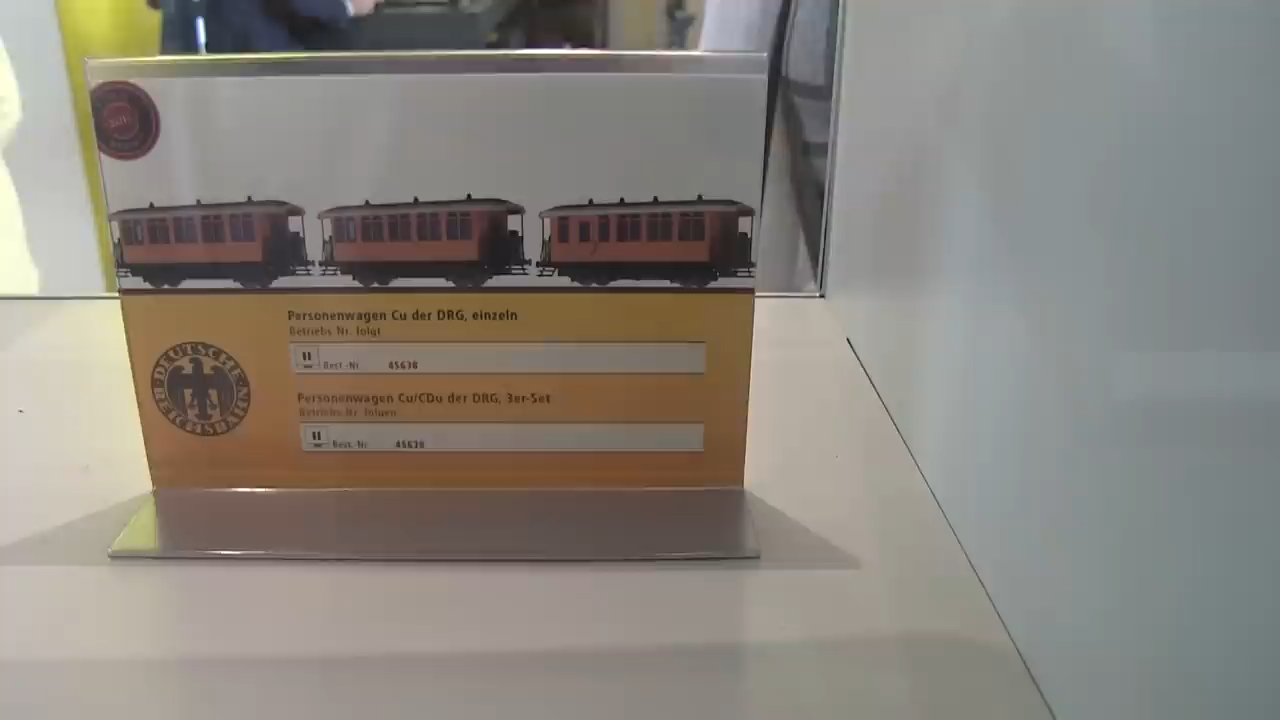 Personenwagen Cu der DRG, einzeln
Betriebs Nr. folgt
Best.-Nr. 45638
DEUTSCHE REICHSBAHN
Personenwagen Cu/CDu der DRG, 3er-Set
Betriebs Nr. folgen
Best.-Nr.